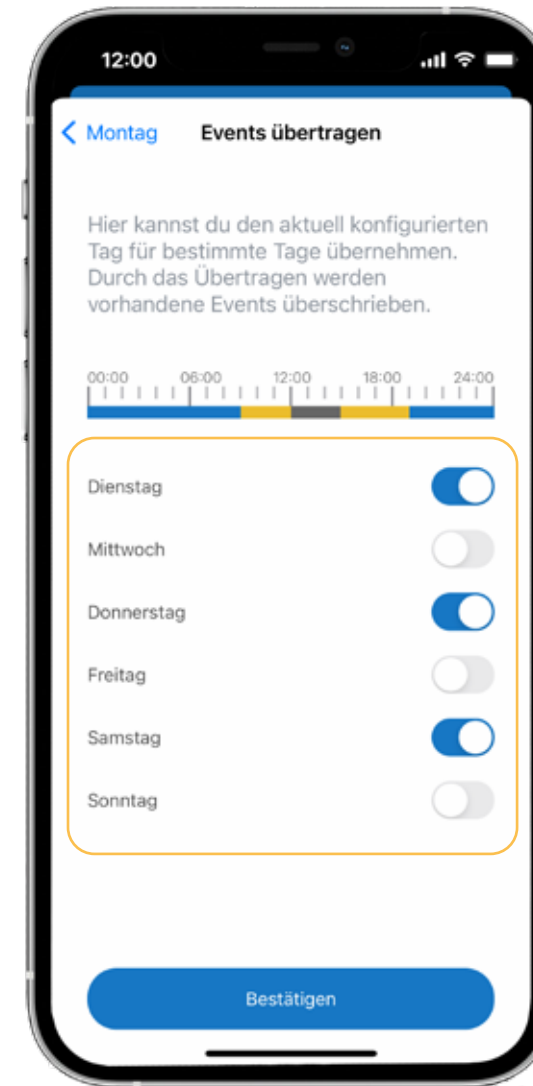 12:00
Montag Events übertragen
Hier kannst du den aktuell konfigurierten
Tag für bestimmte Tage übernehmen.
Durch das Übertragen werden
vorhandene Events überschrieben.
00:00 06:00 12:00 18:00 24:00
Dienstag
Mittwoch
Donnerstag
Freitag
Samstag
Sonntag
Bestätigen